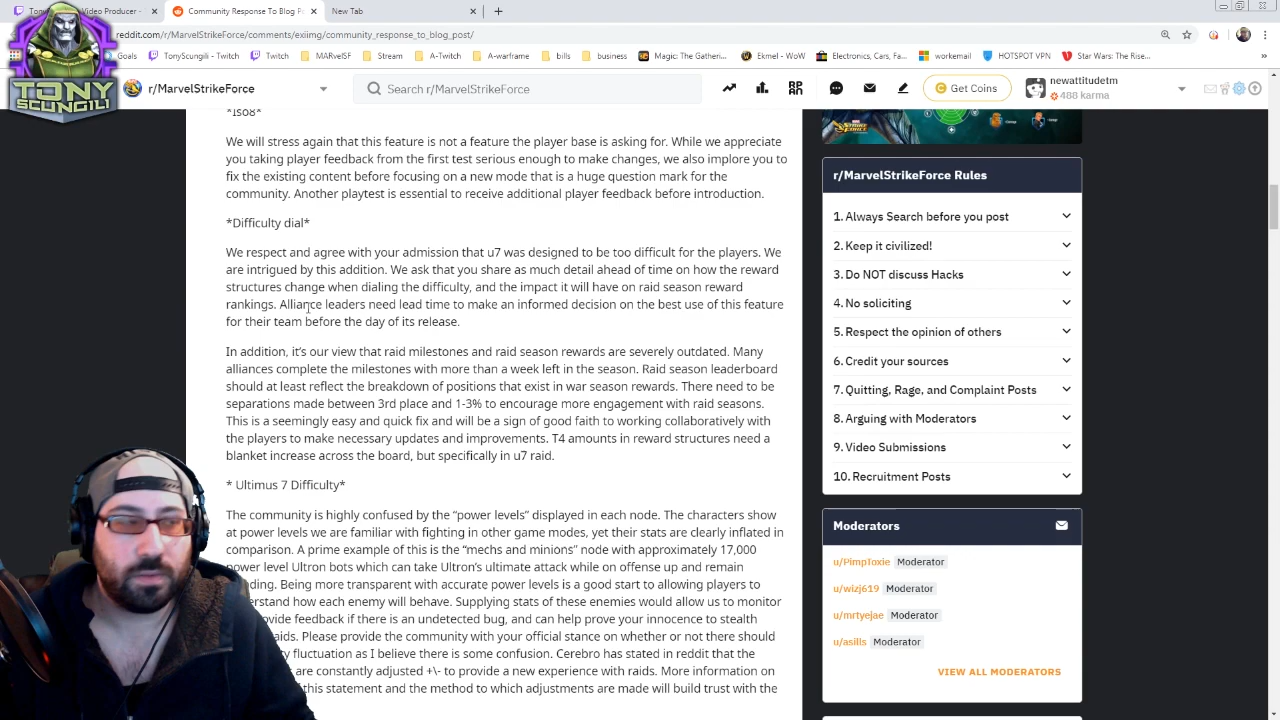 Video Producer -
Community Response To Blog P
New Tab
reddit.com/r/MarvelStrikeForce/comments/exiimg/community_response_to_blog_post/
Goals
TonyScungili - Twitch
Twitch
MARvelSF
Stream
A-Twitch
A-warframe
bills
business
Magic: The Gatheri...
Ekmel - WoW
Electronics, Cars, Fa...
workemail
HOTSPOT VPN
Star Wars: The Rise...
TONY
SCUNGILI
r/MarvelStrikeForce
Search r/MarvelStrikeForce
Get Coins
newattitudetm
488 karma
*Iso8*
We will stress again that this feature is not a feature the player base is asking for. While we appreciate
you taking player feedback from the first test serious enough to make changes, we also implore you to
fix the existing content before focusing on a new mode that is a huge question mark for the
community. Another playtest is essential to receive additional player feedback before introduction.
*Difficulty dial*
We respect and agree with your admission that u7 was designed to be too difficult for the players. We
are intrigued by this addition. We ask that you share as much detail ahead of time on how the reward
structures change when dialing the difficulty, and the impact it will have on raid season reward
rankings. Alliance leaders need lead time to make an informed decision on the best use of this feature
for their team before the day of its release.
In addition, it's our view that raid milestones and raid season rewards are severely outdated. Many
alliances complete the milestones with more than a week left in the season. Raid season leaderboard
should at least reflect the breakdown of positions that exist in war season rewards. There need to be
separations made between 3rd place and 1-3% to encourage more engagement with raid seasons.
This is a seemingly easy and quick fix and will be a sign of good faith to working collaboratively with
the players to make necessary updates and improvements. T4 amounts in reward structures need a
blanket increase across the board, but specifically in u7 raid.
* Ultimus 7 Difficulty*
The community is highly confused by the “power levels” displayed in each node. The characters show
at power levels we are familiar with fighting in other game modes, yet their stats are clearly inflated in
comparison. A prime example of this is the “mechs and minions” node with approximately 17,000
power level Ultron bots which can take Ultron's ultimate attack while on offense up and remain
nding. Being more transparent with accurate power levels is a good start to allowing players to
erstand how each enemy will behave. Supplying stats of these enemies would allow us to monitor
ovide feedback if there is an undetected bug, and can help prove your innocence to stealth
aids. Please provide the community with your official stance on whether or not there should
y fluctuation as I believe there is some confusion. Cerebro has stated in reddit that the
are constantly adjusted +\- to provide a new experience with raids. More information on
this statement and the method to which adjustments are made will build trust with the
r/MarvelStrikeForce Rules
1. Always Search before you post
2. Keep it civilized!
3. Do NOT discuss Hacks
4. No soliciting
5. Respect the opinion of others
6. Credit your sources
7. Quitting, Rage, and Complaint Posts
8. Arguing with Moderators
9. Video Submissions
10. Recruitment Posts
Moderators
u/PimpToxie Moderator
u/wizj619 Moderator
u/mrtyejae Moderator
u/asills Moderator
VIEW ALL MODERATORS